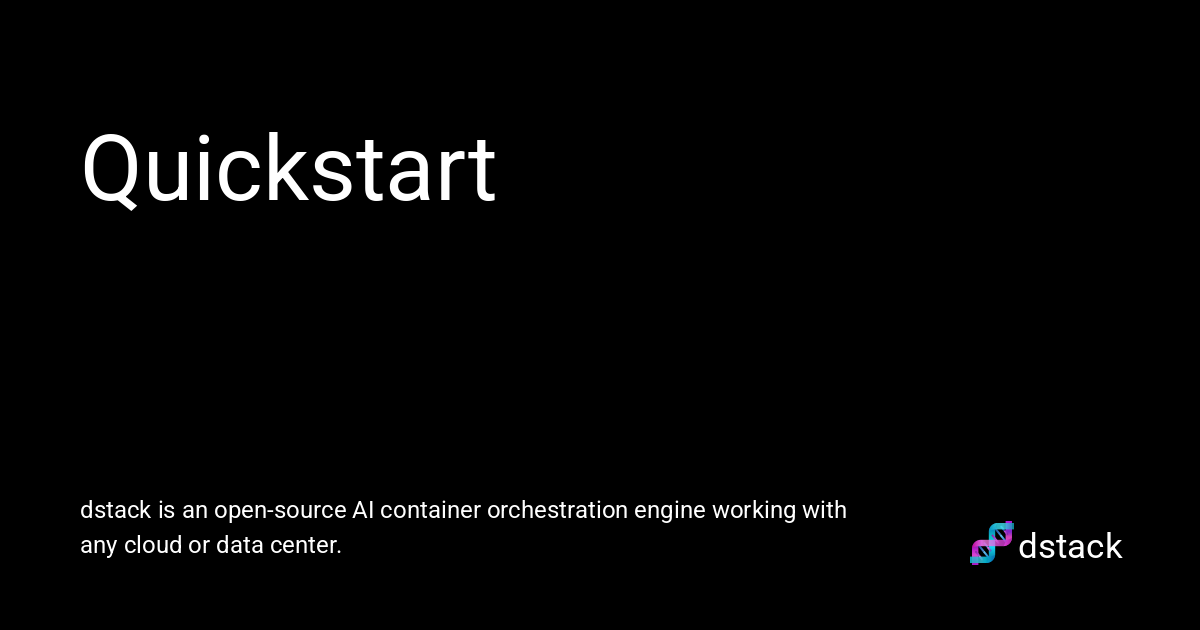 Quickstart
dstack is an open-source AI container orchestration engine working with
any cloud or data center.
dstack